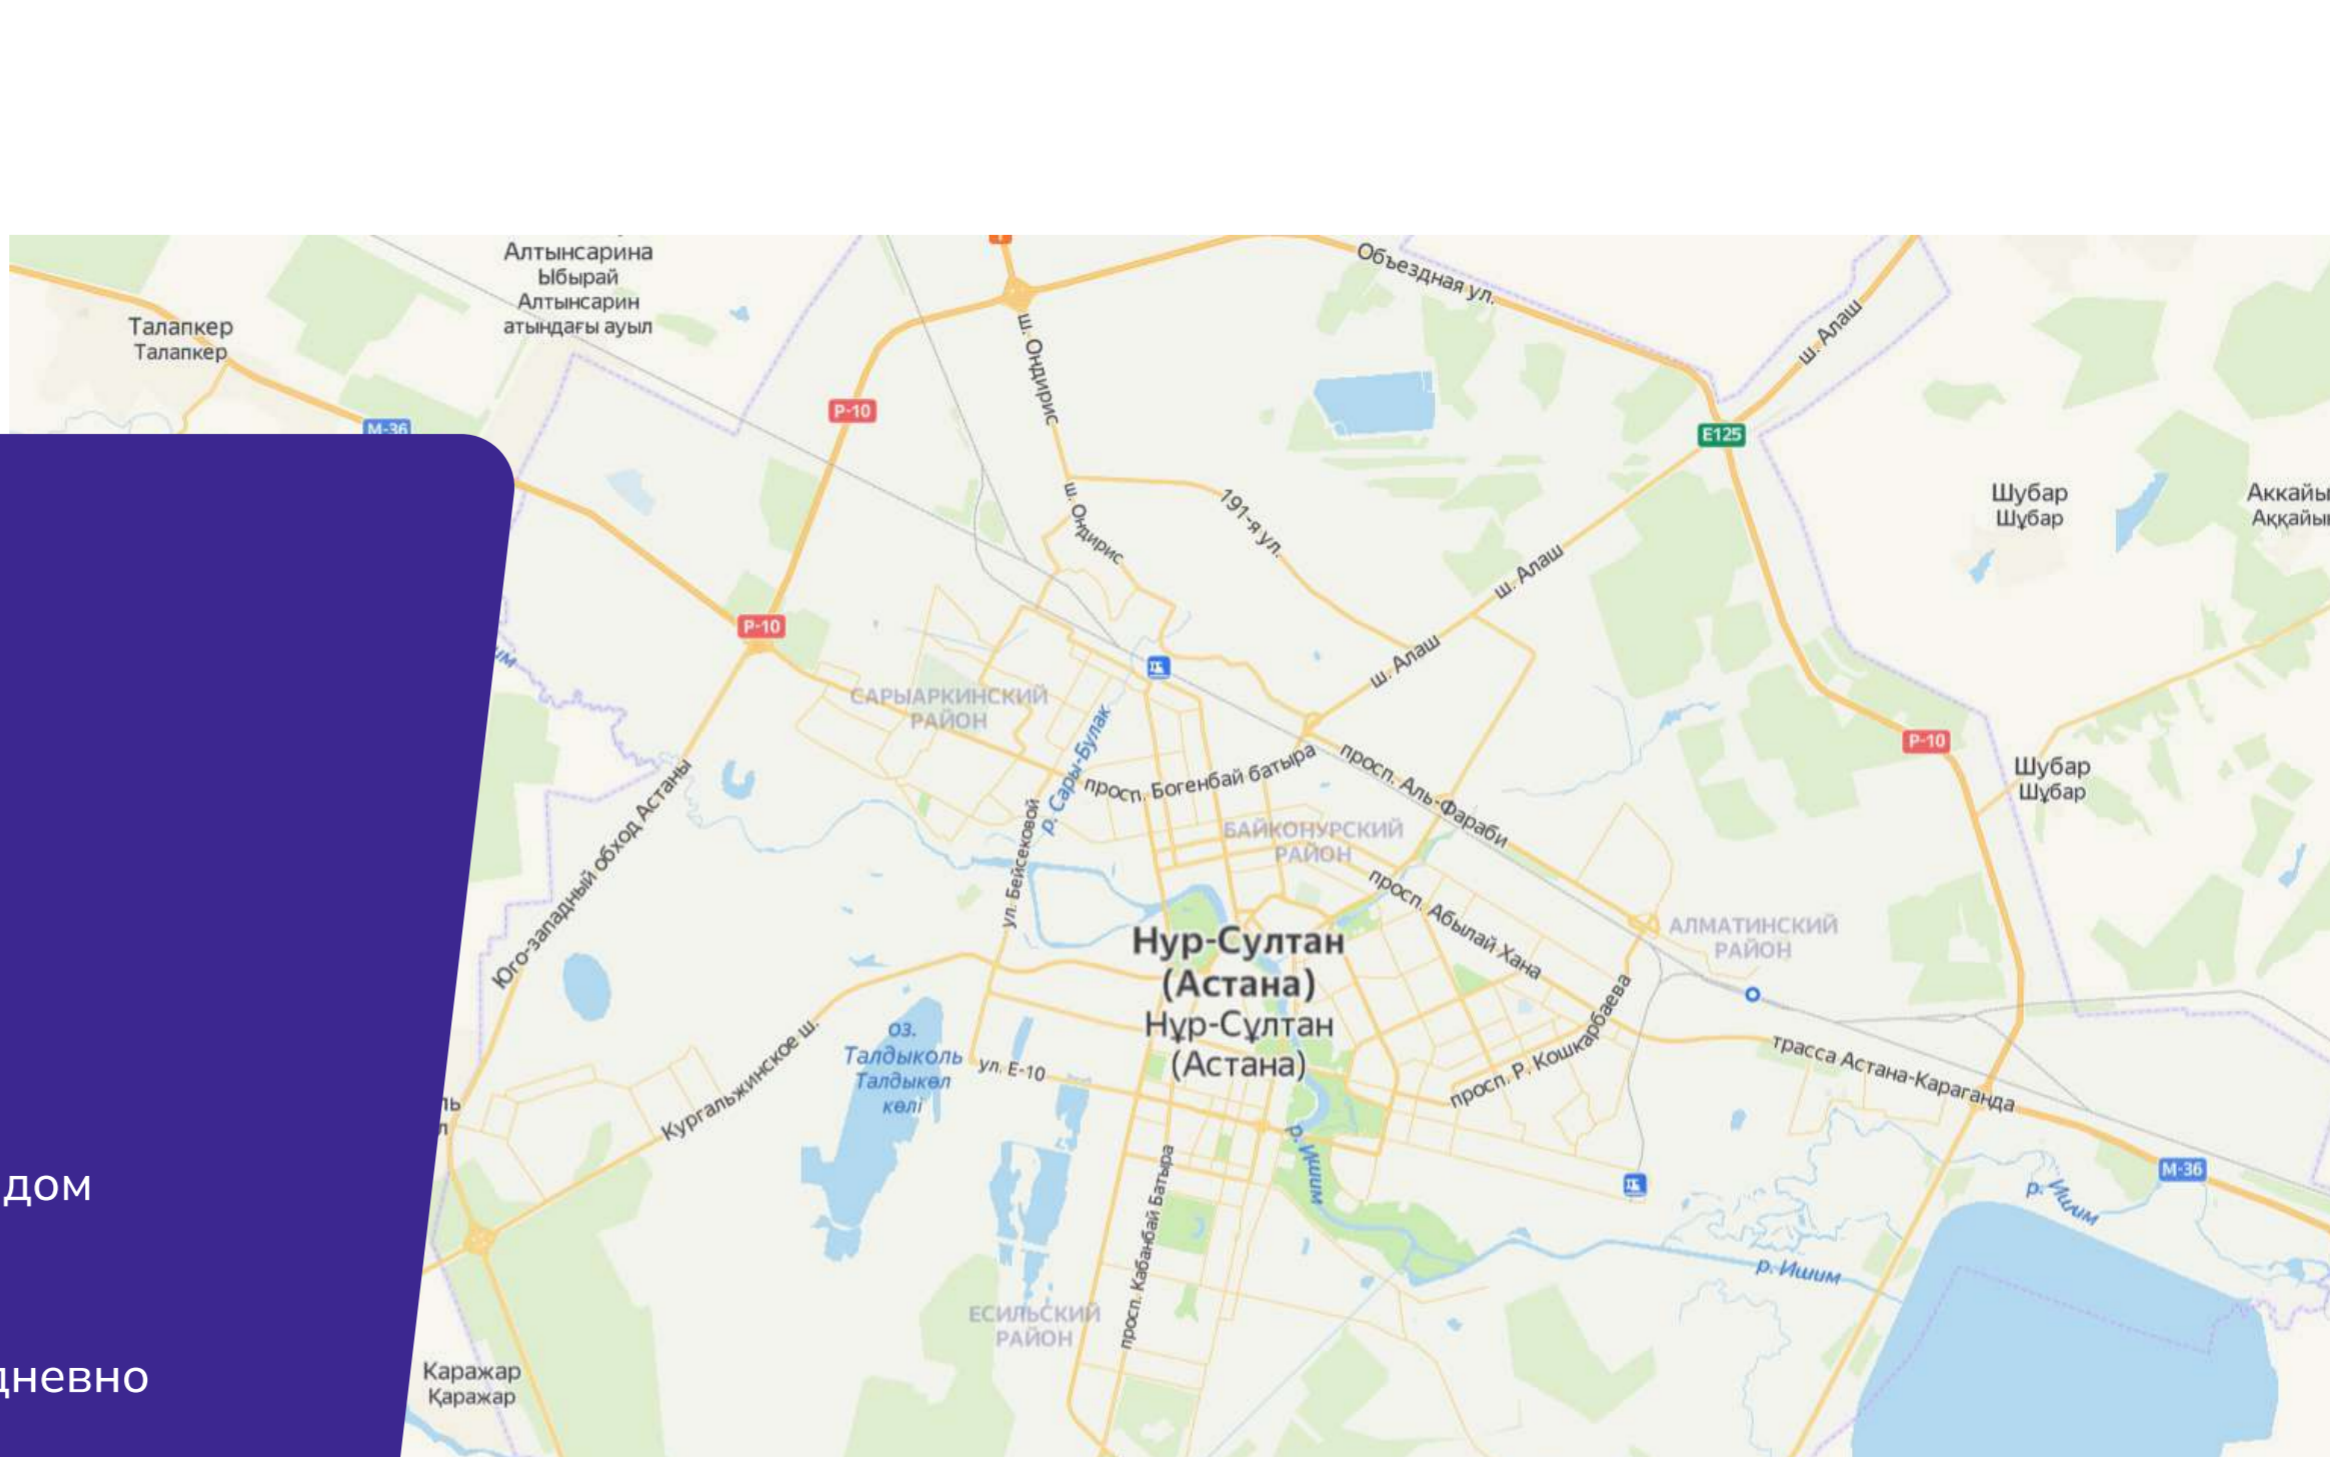 Алтынсарина
Ыбырай
Алтынсарин
атындағы ауыл
Талапкер
Талапкер
М-36
Объездная ул.
ш. Алаш
ш. Ондирис
Р-10
Е125
ш. Ондирис
191-я ул.
ш. Алаш
Шубар
Шұбар
Р-10
ш. Алаш
САРЫАРКИНСКИЙ
РАЙОН
р. Сары-Булак
просп. Богенбай батыра
просп. Аль-Фараби
Р-10
Шубар
Шұбар
Юго-западный обход Астаны
ул. Бейсековой
БАЙКОНУРСКИЙ
РАЙОН
просп. Абылай Хана
АЛМАТИНСКИЙ
РАЙОН
Нур-Султан
(Астана)
Нұр-Сұлтан
(Астана)
оз.
Талдыколь
Талдыкөл
көлі
Кургальжинское ш.
ул. Е-10
просп. Р. Кошкарбаева
трасса Астана-Караганда
М-36
дом
р. Ишим
р. Ишим
р. Ишим
просп. Кабанбай Батыра
ЕСИЛЬСКИЙ
РАЙОН
Каражар
Қаражар
дневно